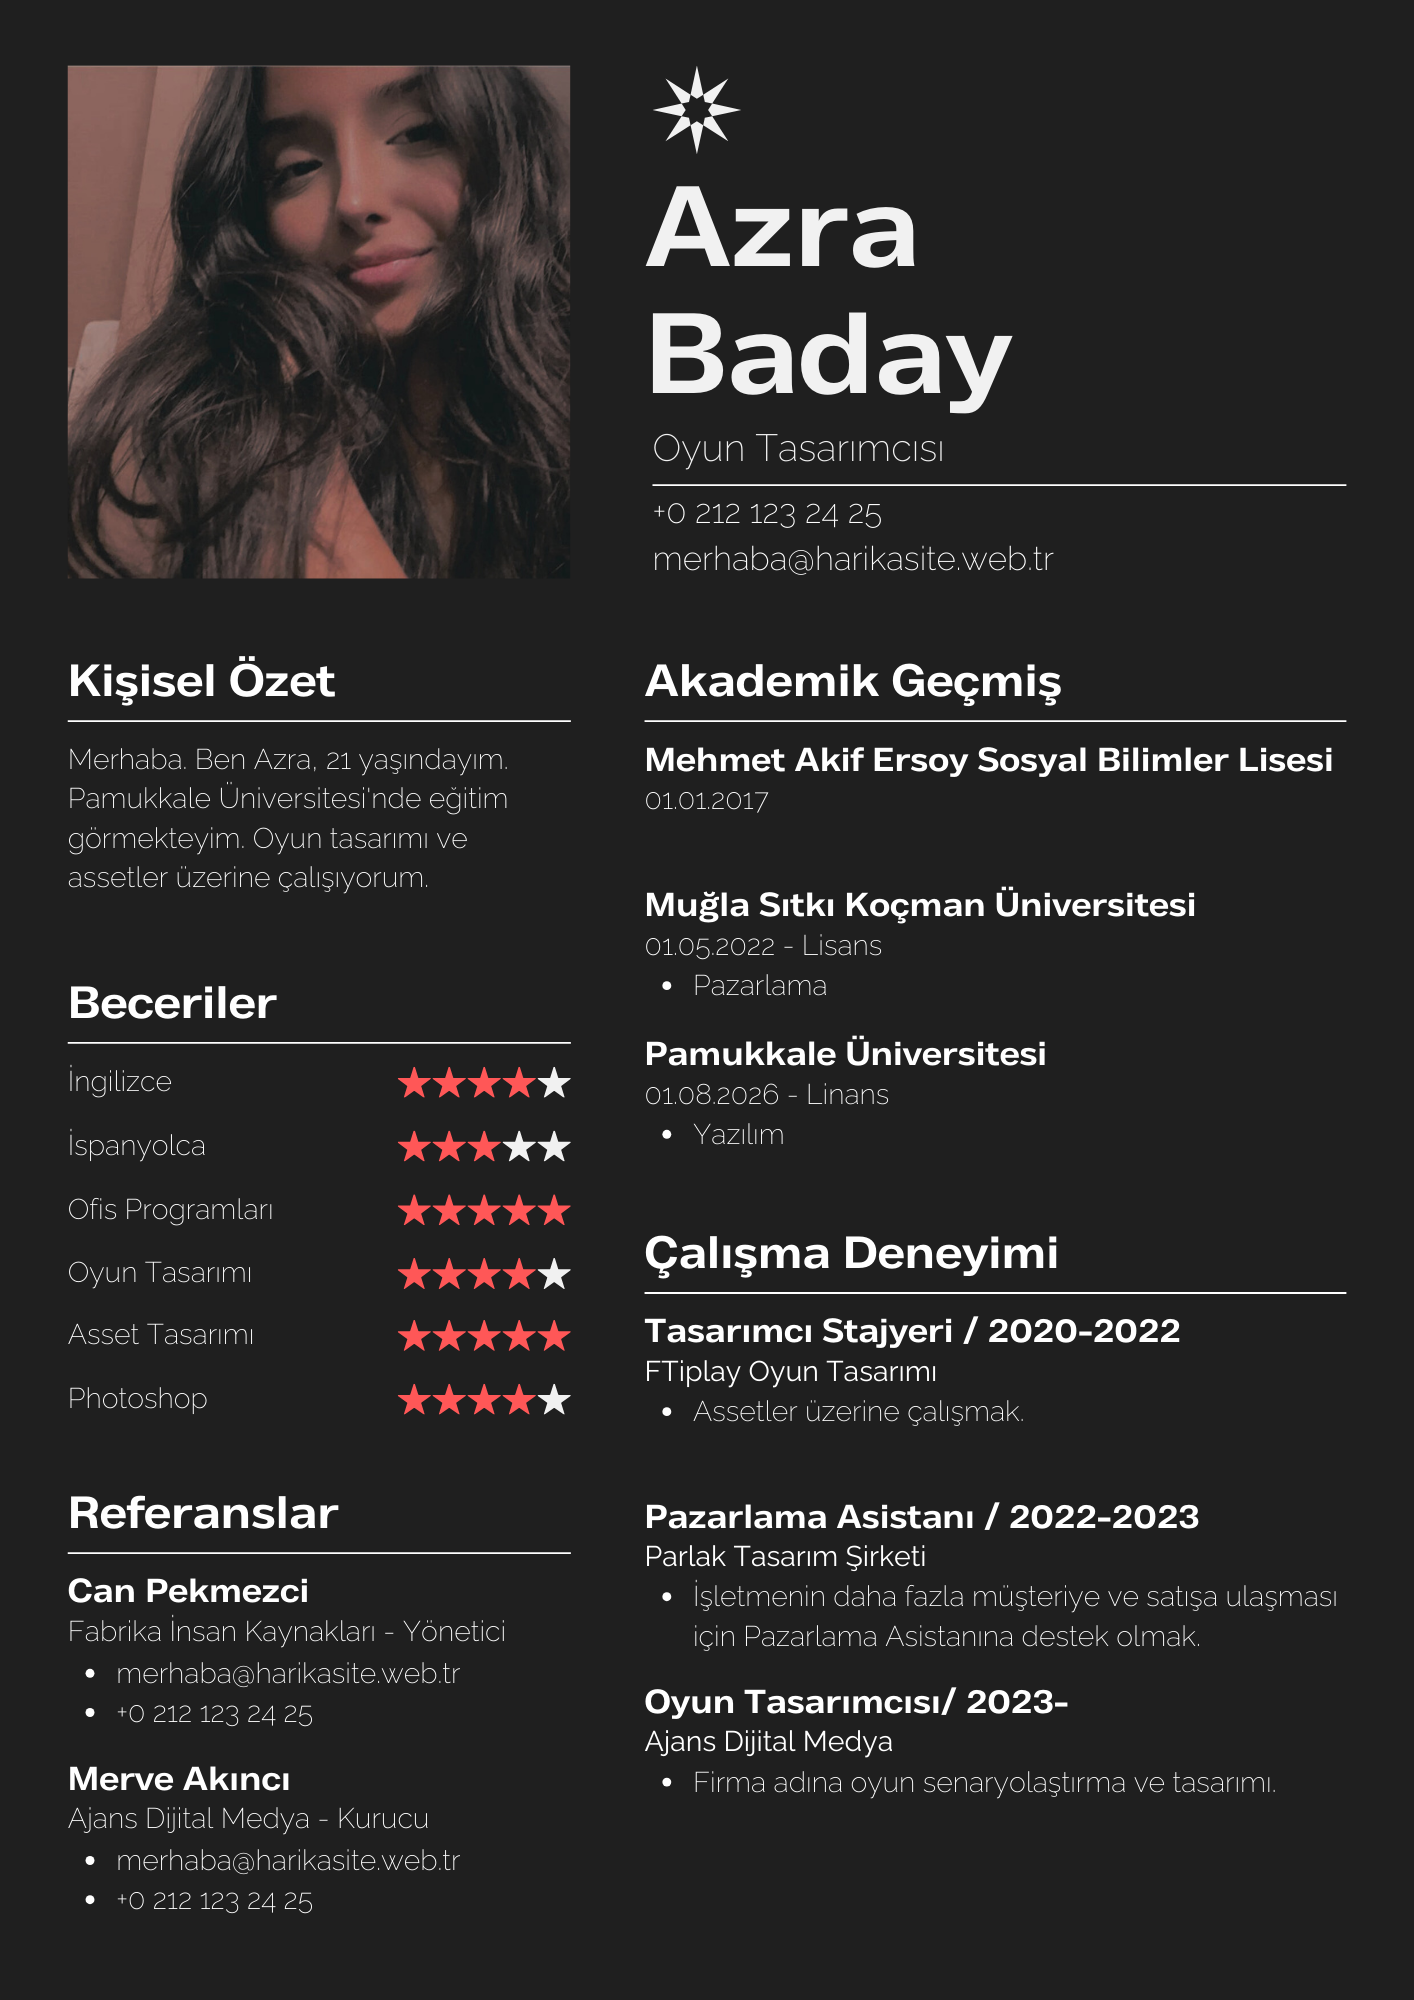 Azra
Baday
Oyun Tasarımcısı
+0 212 123 24 25
merhaba@harikasite.web.tr
Kişisel Özet
Merhaba. Ben Azra, 21 yaşındayım.
Pamukkale Üniversitesi'nde eğitim
görmekteyim. Oyun tasarımı ve
assetler üzerine çalışıyorum.
Beceriler
İngilizce
İspanyolca
Ofis Programları
Oyun Tasarımı
Asset Tasarımı
Photoshop
Referanslar
Can Pekmezci
Fabrika İnsan Kaynakları - Yönetici
• merhaba@harikasite.web.tr
• +0 212 123 24 25
Merve Akıncı
Ajans Dijital Medya - Kurucu
• merhaba@harikasite.web.tr
• +0 212 123 24 25
Akademik Geçmiş
Mehmet Akif Ersoy Sosyal Bilimler Lisesi
01.01.2017
Muğla Sıtkı Koçman Üniversitesi
01.05.2022 - Lisans
• Pazarlama
Pamukkale Üniversitesi
01.08.2026 - Linans
• Yazılım
Çalışma Deneyimi
Tasarımcı Stajyeri / 2020-2022
FTiplay Oyun Tasarımı
• Assetler üzerine çalışmak.
Pazarlama Asistanı / 2022-2023
Parlak Tasarım Şirketi
• İşletmenin daha fazla müşteriye ve satışa ulaşması
için Pazarlama Asistanına destek olmak.
Oyun Tasarımcısı/ 2023-
Ajans Dijital Medya
• Firma adına oyun senaryolaştırma ve tasarımı.